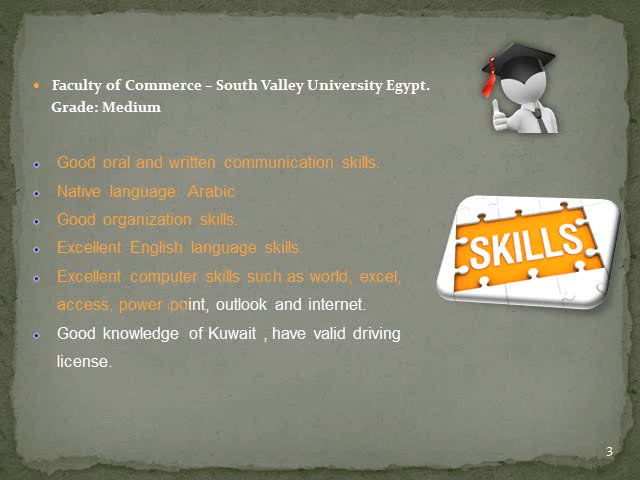 Faculty of Commerce – South Valley University Egypt.
Grade: Medium
Good oral and written communication skills.
Native language: Arabic
Good organization skills.
Excellent English language skills.
Excellent computer skills such as world, excel,
access, power point, outlook and internet.
Good knowledge of Kuwait , have valid driving
license.
SKILLS
3